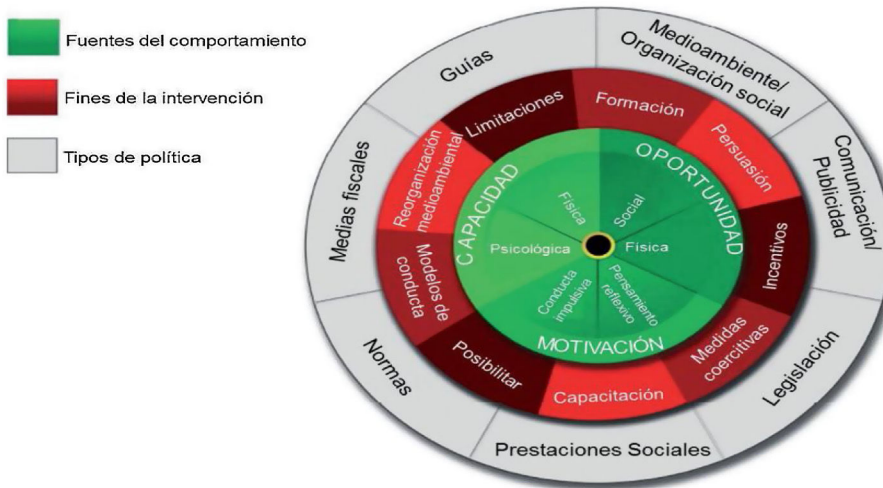 Fuentes del comportamiento
Fines de la intervención
Tipos de política
Guías
Medioambiente/
Organización social
Comunicación/
Publicidad
Legislación
Prestaciones Sociales
Normas
Medias fiscales
Limitaciones
Formación
Persuasión
Incentivos
Medidas
coercitivas
Capacitación
Posibilitar
Modelos de
conducta
Reorganización
medioambiental
CAPACIDAD
OPORTUNIDAD
MOTIVACIÓN
Física
Social
Psicológica
Física
Conducta
impulsiva
Pensamiento
reflexivo